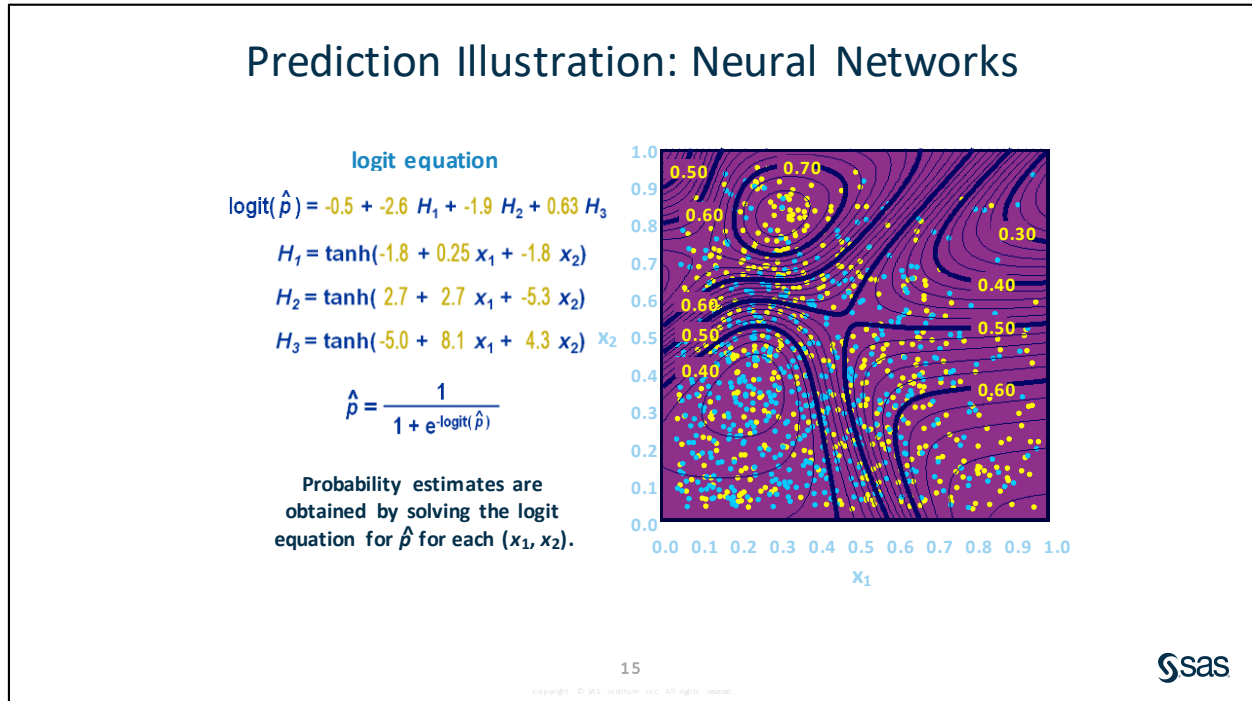 Prediction Illustration: Neural Networks
logit equation
logit( p̂ ) = -0.5 + -2.6 H₁ + -1.9 H₂ + 0.63 H₃
H₁ = tanh(-1.8 + 0.25 x₁ + -1.8 x₂)
H₂ = tanh( 2.7 + 2.7 x₁ + -5.3 x₂)
H₃ = tanh(-5.0 + 8.1 x₁ + 4.3 x₂)
p̂ = 1 / 1 + e^-logit( p̂ )
Probability estimates are
obtained by solving the logit
equation for p̂ for each (x₁, x₂).
1.0
0.9
0.8
0.7
0.6
x₂ 0.5
0.4
0.3
0.2
0.1
0.0
0.50
0.70
0.60
0.30
0.40
0.60
0.50
0.50
0.40
0.60
0.0 0.1 0.2 0.3 0.4 0.5 0.6 0.7 0.8 0.9 1.0
x₁
15
Copyright © SAS Institute Inc. All rights reserved.
sas